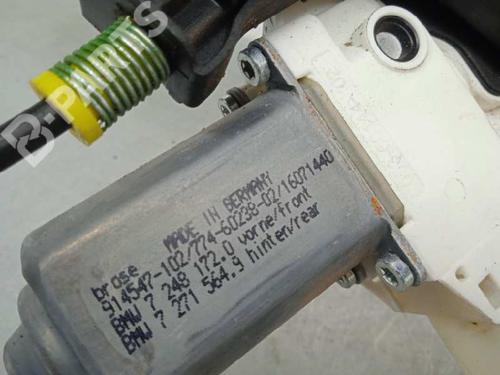 MADE IN GERMANY
brose
914547-102/774-60238-02/16071440
BMW 7 248 172.0 vorne/front
BMW 7 271 564.9 hinten/rear
B-PARTS